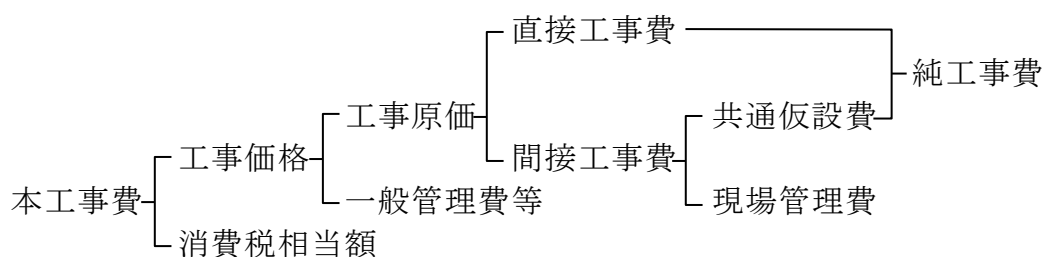 直接工事費
純工事費
工事原価
共通仮設費
工事価格
間接工事費
本工事費
一般管理費等
現場管理費
消費税相当額